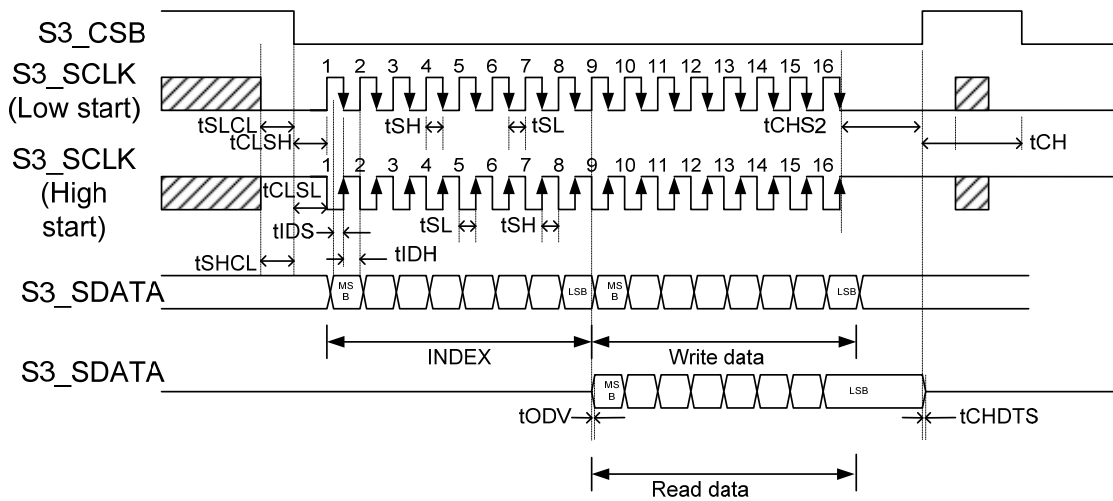 S3_CSB
S3_SCLK
(Low start)
1 2 3 4 5 6 7 8 9 10 11 12 13 14 15 16
tSLCL
tCLSH
tSH
tSL
tCHS2
tCH
S3_SCLK
(High
start)
1 2 3 4 5 6 7 8 9 10 11 12 13 14 15 16
tCLSL
tSL
tSH
tIDS
tIDH
tSHCL
S3_SDATA
MS
B
LSB
MS
B
LSB
INDEX
Write data
S3_SDATA
MS
B
LSB
tODV
tCHDTS
Read data